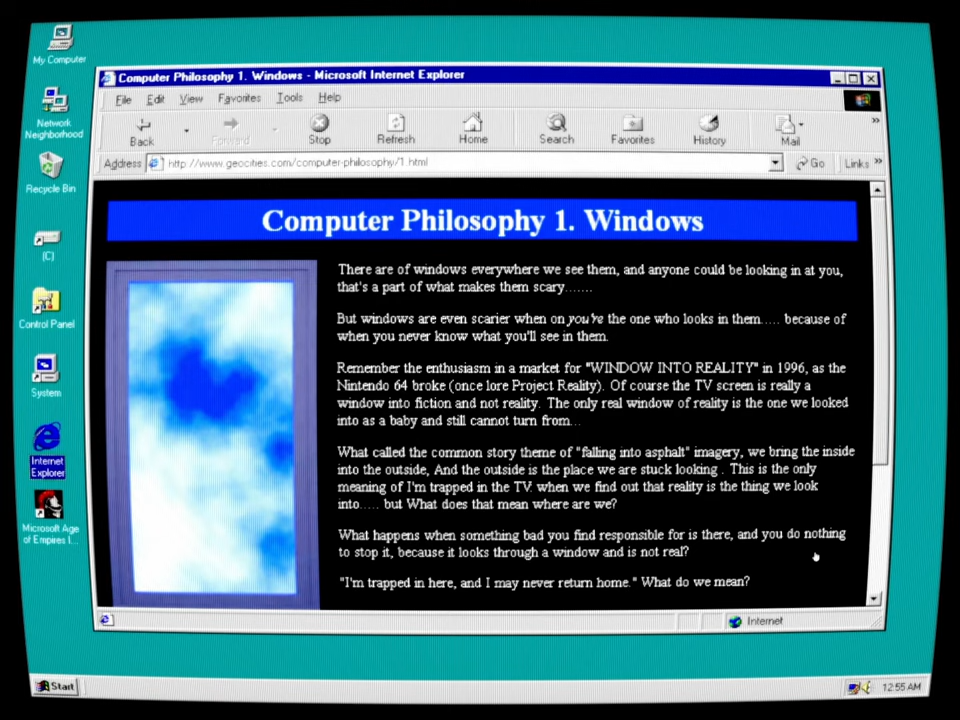 My Computer
Network
Neighborhood
Recycle Bin
(C)
Control Panel
System
Internet
Explorer
Microsoft Age
of Empires I...
Computer Philosophy 1. Windows - Microsoft Internet Explorer
File Edit View Favorites Tools Help
Back Forward Stop Refresh Home Search Favorites History Mail
Address http://www.geocities.com/computer-philosophy/1.html Go Links
Computer Philosophy 1. Windows
There are of windows everywhere we see them, and anyone could be looking in at you,
that's a part of what makes them scary.......
But windows are even scarier when on you're the one who looks in them..... because of
when you never know what you'll see in them.
Remember the enthusiasm in a market for "WINDOW INTO REALITY" in 1996, as the
Nintendo 64 broke (once lore Project Reality). Of course the TV screen is really a
window into fiction and not reality. The only real window of reality is the one we looked
into as a baby and still cannot turn from...
What called the common story theme of "falling into asphalt" imagery, we bring the inside
into the outside, And the outside is the place we are stuck looking . This is the only
meaning of I'm trapped in the TV. when we find out that reality is the thing we look
into..... but What does that mean where are we?
What happens when something bad you find responsible for is there, and you do nothing
to stop it, because it looks through a window and is not real?
"I'm trapped in here, and I may never return home." What do we mean?
Internet
Start
12:55 AM